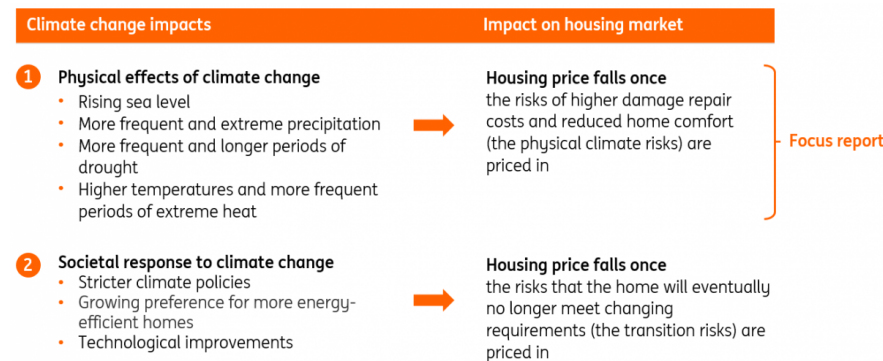 Climate change impacts
Impact on housing market
1
Physical effects of climate change
• Rising sea level
• More frequent and extreme precipitation
• More frequent and longer periods of
drought
• Higher temperatures and more frequent
periods of extreme heat
Housing price falls once
the risks of higher damage repair
costs and reduced home comfort
(the physical climate risks) are
priced in
Focus report
2
Societal response to climate change
• Stricter climate policies
• Growing preference for more energy-
efficient homes
• Technological improvements
Housing price falls once
the risks that the home will eventually
no longer meet changing
requirements (the transition risks) are
priced in